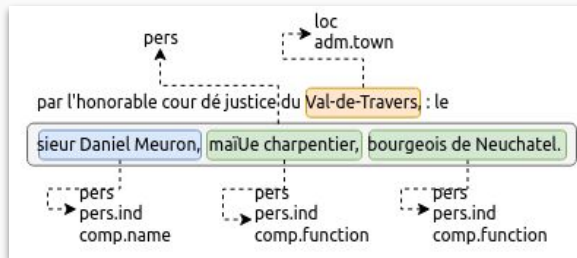 loc
pers adm.town
par l'honorable cour dé justice du Val-de-Travers, : le
sieur Daniel Meuron, maïUe charpentier, bourgeois de Neuchatel.
pers pers pers
pers.ind pers.ind pers.ind
comp.name comp.function comp.function